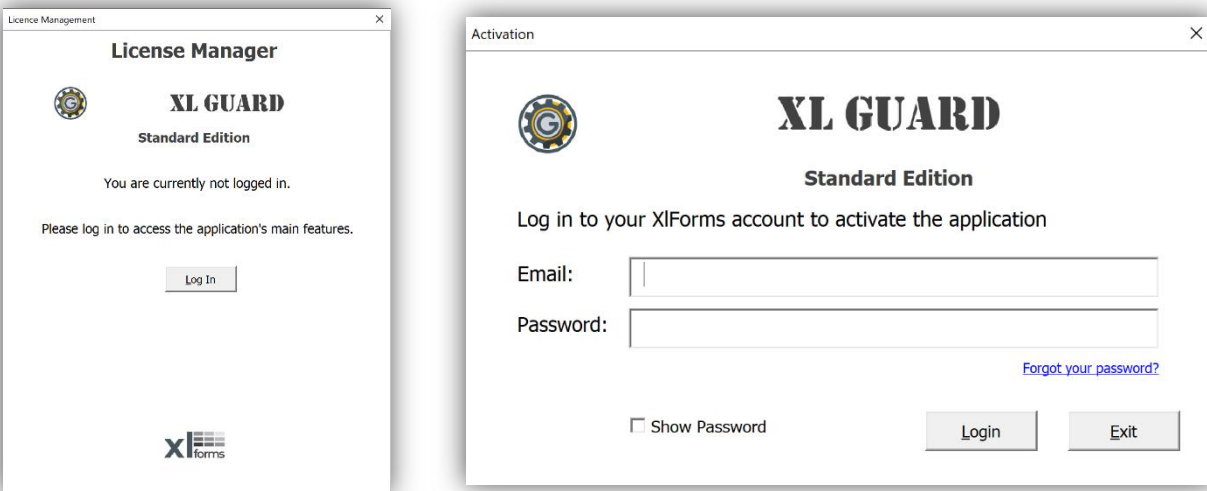 Licence Management
License Manager
G
XL GUARD
Standard Edition
You are currently not logged in.
Please log in to access the application's main features.
Log In
xl forms
Activation
G
XL GUARD
Standard Edition
Log in to your XlForms account to activate the application
Email:
Password:
Forgot your password?
Show Password
Login
Exit